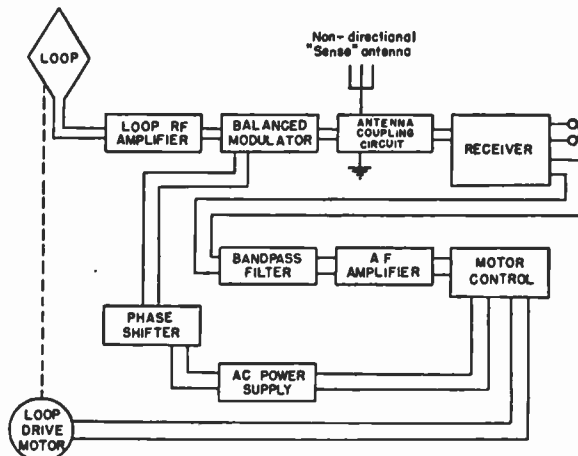 Non-directional
"Sense" antenna
LOOP
LOOP RF
AMPLIFIER
BALANCED
MODULATOR
ANTENNA
COUPLING
CIRCUIT
RECEIVER
BANDPASS
FILTER
A F
AMPLIFIER
MOTOR
CONTROL
PHASE
SHIFTER
AC POWER
SUPPLY
LOOP
DRIVE
MOTOR